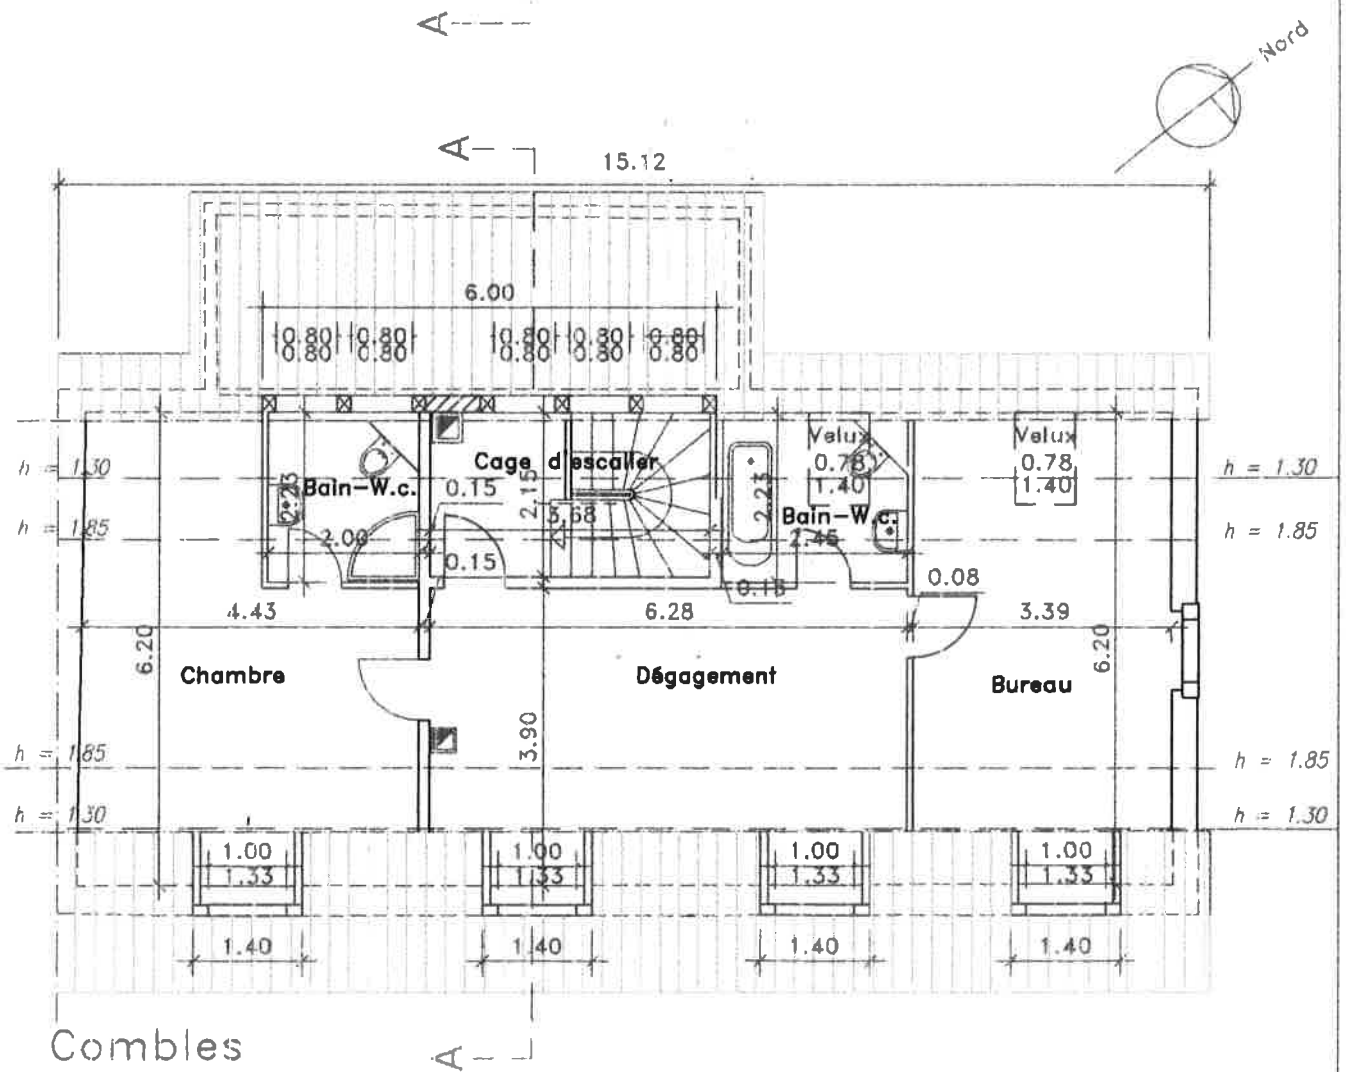 A
Nord
A
15.12
6.00
0.80 0.80 0.80 0.80 0.80
0.80 0.80 0.80 0.80 0.80
Velux Velux
h = 1.30 Cage d'escalier 0.78 0.78 h = 1.30
2.23 Bain-W.c. 0.15 2.15 2.23 1.40 1.40
3.68 Bain-W.c.
h = 1.85 2.00 2.45 h = 1.85
0.15 0.15 0.08
4.43 6.28 3.39
6.20 6.20
Chambre Dégagement Bureau
3.90
h = 1.85 h = 1.85
h = 1.30 h = 1.30
1.00 1.00 1.00 1.00
1.33 1.33 1.33 1.33
1.40 1.40 1.40 1.40
Combles
A